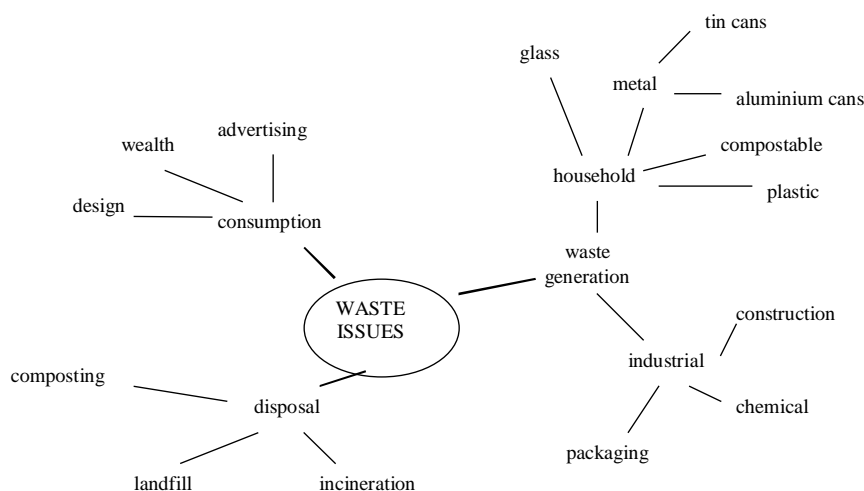 tin cans
glass
metal
aluminium cans
advertising
compostable
wealth
household
plastic
design
consumption
waste
generation
WASTE
ISSUES
construction
industrial
composting
disposal
chemical
packaging
landfill
incineration